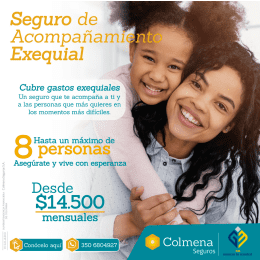 Seguro de
Acompañamiento
Exequial
Cubre gastos exequiales
Un seguro que te acompaña a ti y
a las personas que más quieres en
los momentos más difíciles.
8 Hasta un máximo de
personas
Asegúrate y vive con esperanza
Desde
$14.500
mensuales
Conócelo aquí
350 6804927
Colmena
Seguros